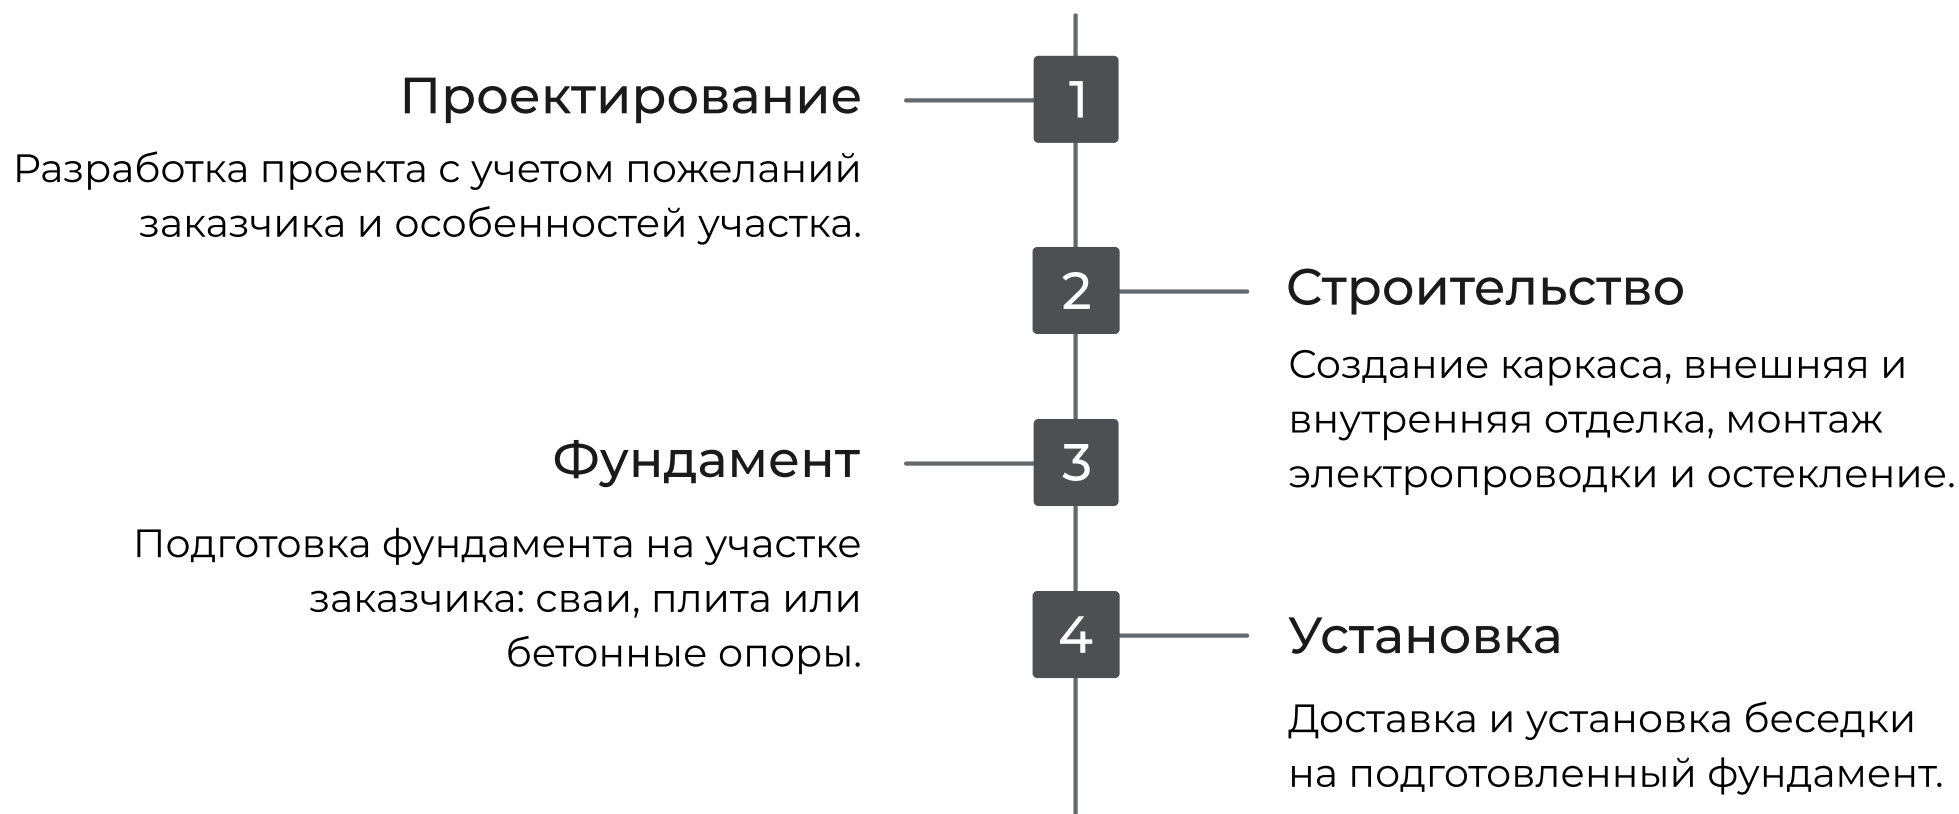 1
Проектирование
Разработка проекта с учетом пожеланий
заказчика и особенностей участка.
2
Строительство
Создание каркаса, внешняя и
внутренняя отделка, монтаж
электропроводки и остекление.
3
Фундамент
Подготовка фундамента на участке
заказчика: сваи, плита или
бетонные опоры.
4
Установка
Доставка и установка беседки
на подготовленный фундамент.